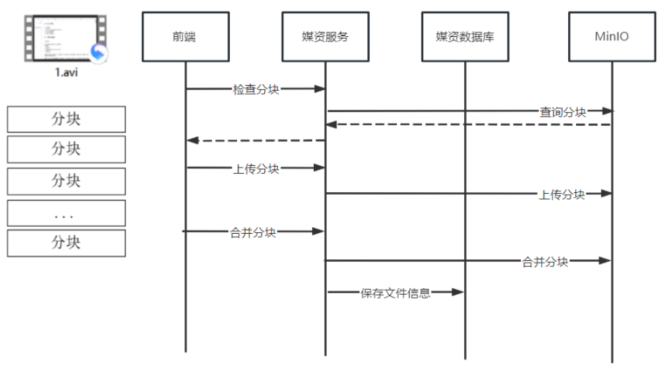 1.avi
分块
分块
分块
...
分块
前端
媒资服务
媒资数据库
MinIO
检查分块
查询分块
上传分块
上传分块
合并分块
合并分块
保存文件信息